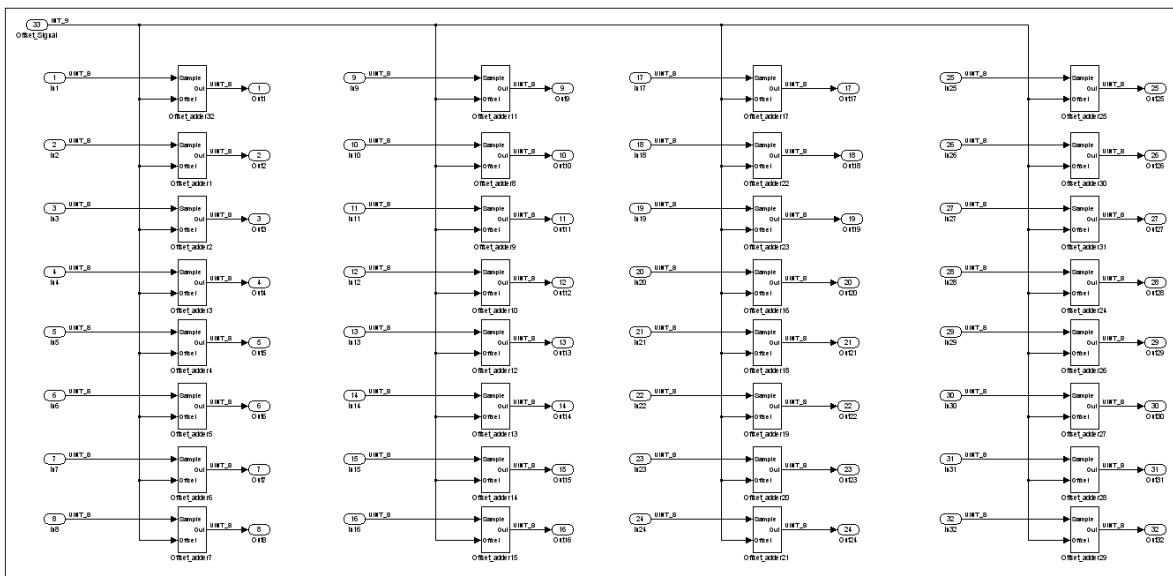 33 INT_9
Offset_Signal
1 UINT_8 Sample 9 UINT_8 Sample 17 UINT_8 Sample 25 UINT_8 Sample
In1 Out UINT_8 1 In9 Out UINT_8 9 In17 Out UINT_8 17 In25 Out UINT_8 25
Offset Out1 Offset Out9 Offset Out17 Offset Out25
Offset_adder32 Offset_adder11 Offset_adder17 Offset_adder25
2 UINT_8 Sample 10 UINT_8 Sample 18 UINT_8 Sample 26 UINT_8 Sample
In2 Out UINT_8 2 In10 Out UINT_8 10 In18 Out UINT_8 18 In26 Out UINT_8 26
Offset Out2 Offset Out10 Offset Out18 Offset Out26
Offset_adder1 Offset_adder8 Offset_adder22 Offset_adder30
3 UINT_8 Sample 11 UINT_8 Sample 19 UINT_8 Sample 27 UINT_8 Sample
In3 Out UINT_8 3 In11 Out UINT_8 11 In19 Out UINT_8 19 In27 Out UINT_8 27
Offset Out3 Offset Out11 Offset Out19 Offset Out27
Offset_adder2 Offset_adder9 Offset_adder23 Offset_adder31
4 UINT_8 Sample 12 UINT_8 Sample 20 UINT_8 Sample 28 UINT_8 Sample
In4 Out UINT_8 4 In12 Out UINT_8 12 In20 Out UINT_8 20 In28 Out UINT_8 28
Offset Out4 Offset Out12 Offset Out20 Offset Out28
Offset_adder3 Offset_adder10 Offset_adder16 Offset_adder24
5 UINT_8 Sample 13 UINT_8 Sample 21 UINT_8 Sample 29 UINT_8 Sample
In5 Out UINT_8 5 In13 Out UINT_8 13 In21 Out UINT_8 21 In29 Out UINT_8 29
Offset Out5 Offset Out13 Offset Out21 Offset Out29
Offset_adder4 Offset_adder12 Offset_adder18 Offset_adder26
6 UINT_8 Sample 14 UINT_8 Sample 22 UINT_8 Sample 30 UINT_8 Sample
In6 Out UINT_8 6 In14 Out UINT_8 14 In22 Out UINT_8 22 In30 Out UINT_8 30
Offset Out6 Offset Out14 Offset Out22 Offset Out30
Offset_adder5 Offset_adder13 Offset_adder19 Offset_adder27
7 UINT_8 Sample 15 UINT_8 Sample 23 UINT_8 Sample 31 UINT_8 Sample
In7 Out UINT_8 7 In15 Out UINT_8 15 In23 Out UINT_8 23 In31 Out UINT_8 31
Offset Out7 Offset Out15 Offset Out23 Offset Out31
Offset_adder6 Offset_adder14 Offset_adder20 Offset_adder28
8 UINT_8 Sample 16 UINT_8 Sample 24 UINT_8 Sample 32 UINT_8 Sample
In8 Out UINT_8 8 In16 Out UINT_8 16 In24 Out UINT_8 24 In32 Out UINT_8 32
Offset Out8 Offset Out16 Offset Out24 Offset Out32
Offset_adder7 Offset_adder15 Offset_adder21 Offset_adder29